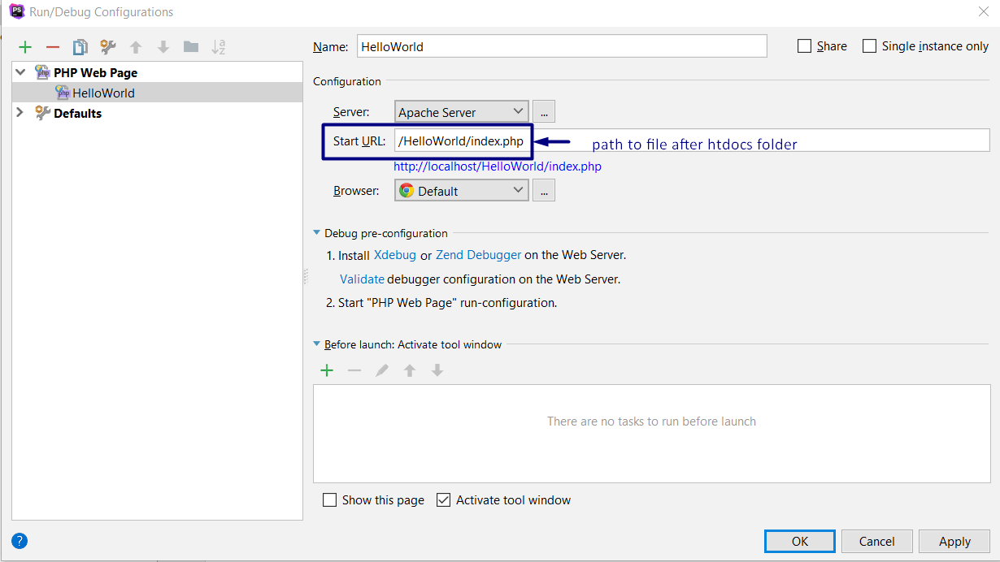 PS Run/Debug Configurations
Name: HelloWorld Share Single instance only
PHP Web Page
HelloWorld
Defaults
Configuration
Server: Apache Server ...
Start URL: /HelloWorld/index.php path to file after htdocs folder
http://localhost/HelloWorld/index.php
Browser: Default ...
Debug pre-configuration
1. Install Xdebug or Zend Debugger on the Web Server.
Validate debugger configuration on the Web Server.
2. Start "PHP Web Page" run-configuration.
Before launch: Activate tool window
There are no tasks to run before launch
Show this page Activate tool window
? OK Cancel Apply